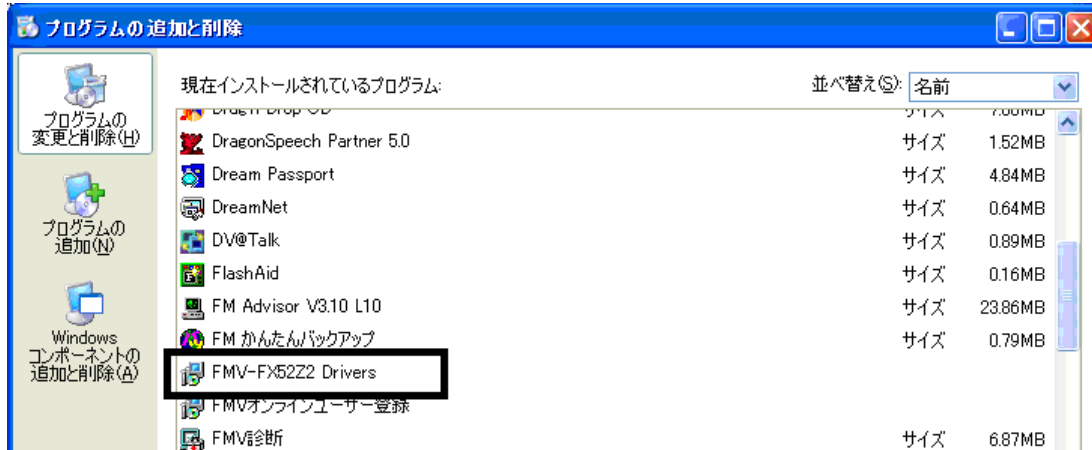 プログラムの追加と削除
現在インストールされているプログラム:
並べ替え(S): 名前
プログラムの
変更と削除(H)
プログラムの
追加(N)
Windows
コンポーネントの
追加と削除(A)
Drag'n Drop CD サイズ 7.00MB
DragonSpeech Partner 5.0 サイズ 1.52MB
Dream Passport サイズ 4.84MB
DreamNet サイズ 0.64MB
DV@Talk サイズ 0.89MB
FlashAid サイズ 0.16MB
FM Advisor V3.10 L10 サイズ 23.86MB
FM かんたんバックアップ サイズ 0.79MB
FMV-FX52Z2 Drivers
FMVオンラインユーザー登録
FMV診断 サイズ 6.87MB